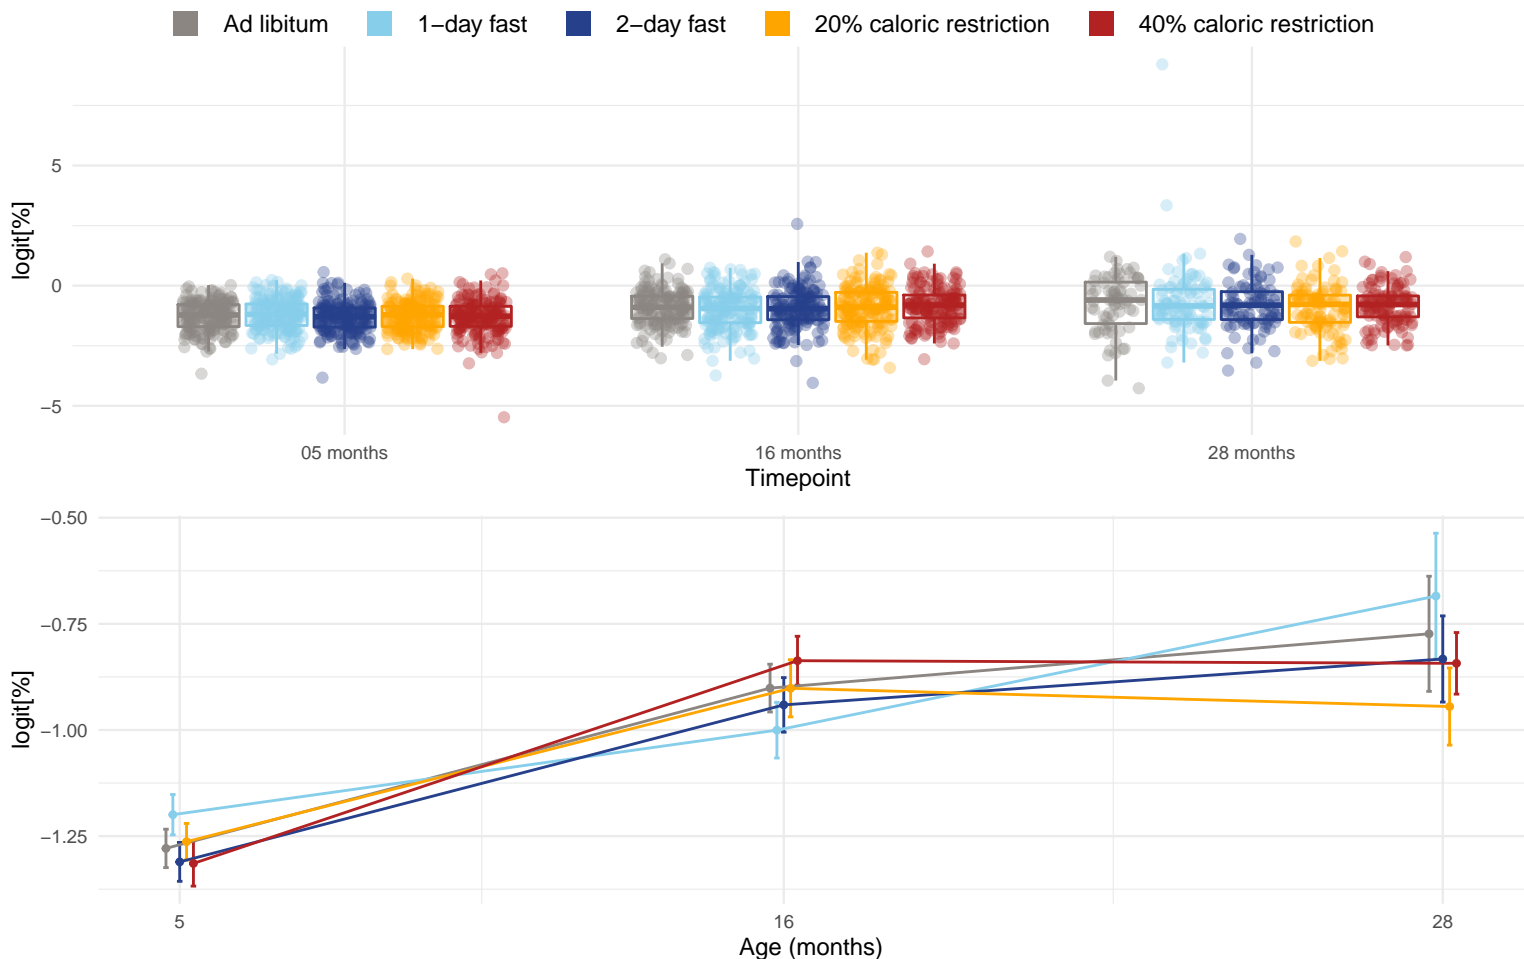 Ad libitum 1−day fast 2−day fast 20% caloric restriction 40% caloric restriction
logit[%]
5
0
−5
05 months 16 months 28 months
Timepoint
logit[%]
−0.50
−0.75
−1.00
−1.25
5 16 28
Age (months)